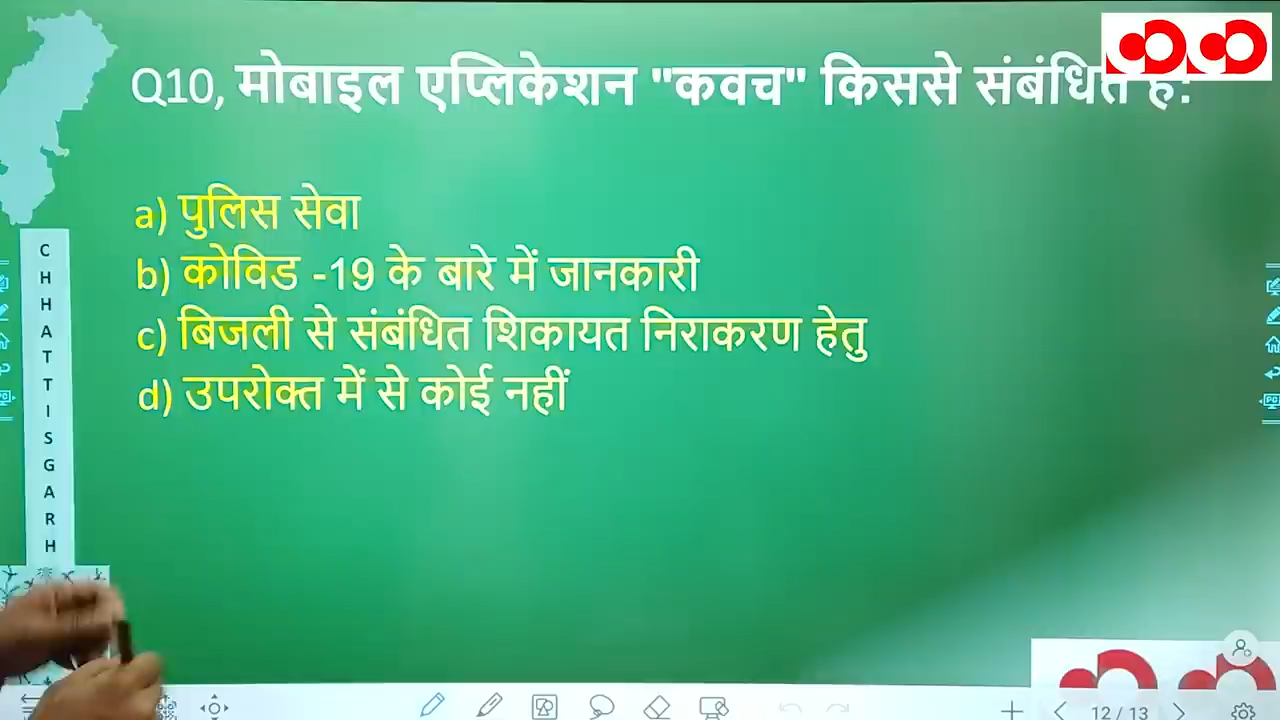 Q10, मोबाइल एप्लिकेशन "कवच" किससे संबंधित है:
a) पुलिस सेवा
b) कोविड -19 के बारे में जानकारी
c) बिजली से संबंधित शिकायत निराकरण हेतु
d) उपरोक्त में से कोई नहीं
CHHATTISGARH
12 / 13